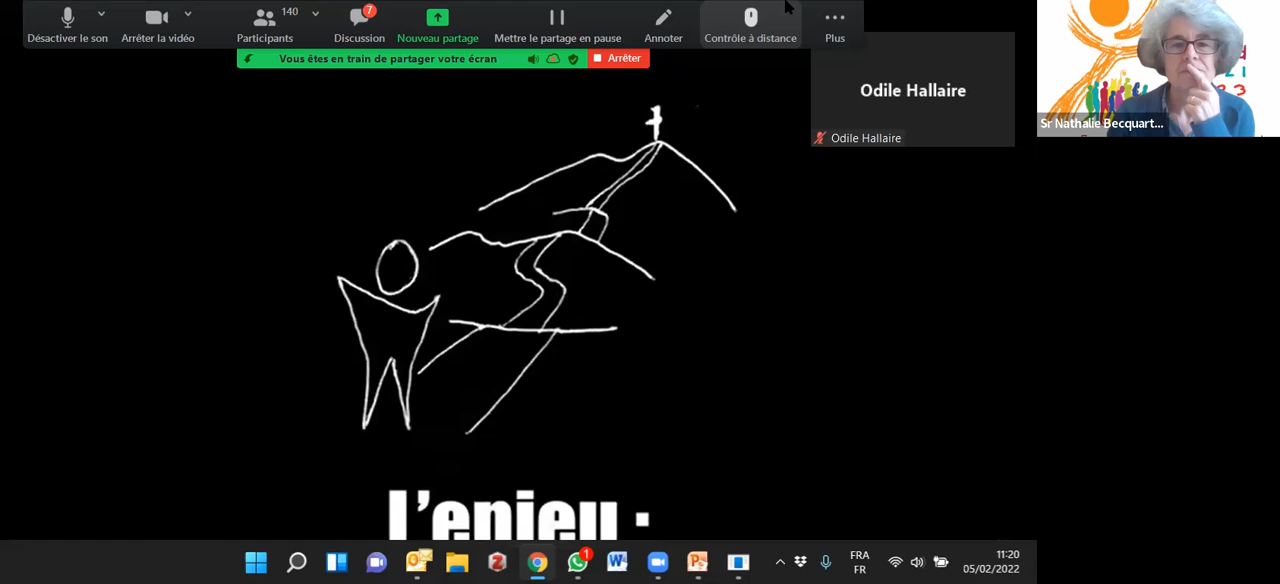 140
7
Désactiver le son
Arrêter la vidéo
Participants
Discussion
Nouveau partage
Mettre le partage en pause
Annoter
Contrôle à distance
Plus
Vous êtes en train de partager votre écran
Arrêter
Odile Hallaire
Odile Hallaire
Sr Nathalie Becquart...
l'enjeu :
1
FRA
FR
11:20
05/02/2022